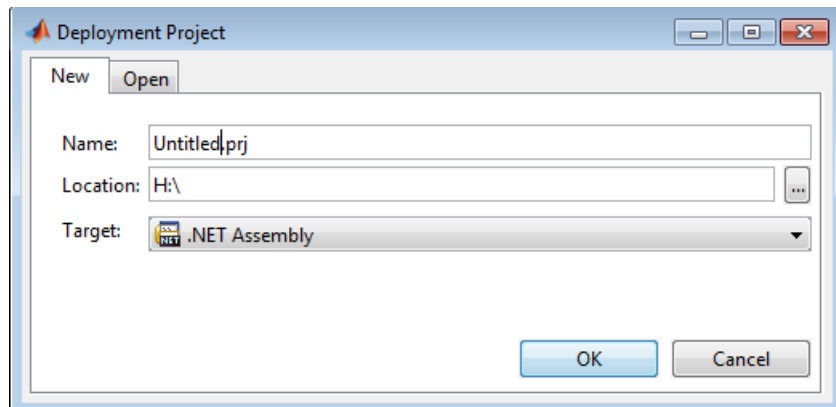 Deployment Project
New Open
Name: Untitled.prj
Location: H:\ ...
Target: .NET Assembly
OK Cancel